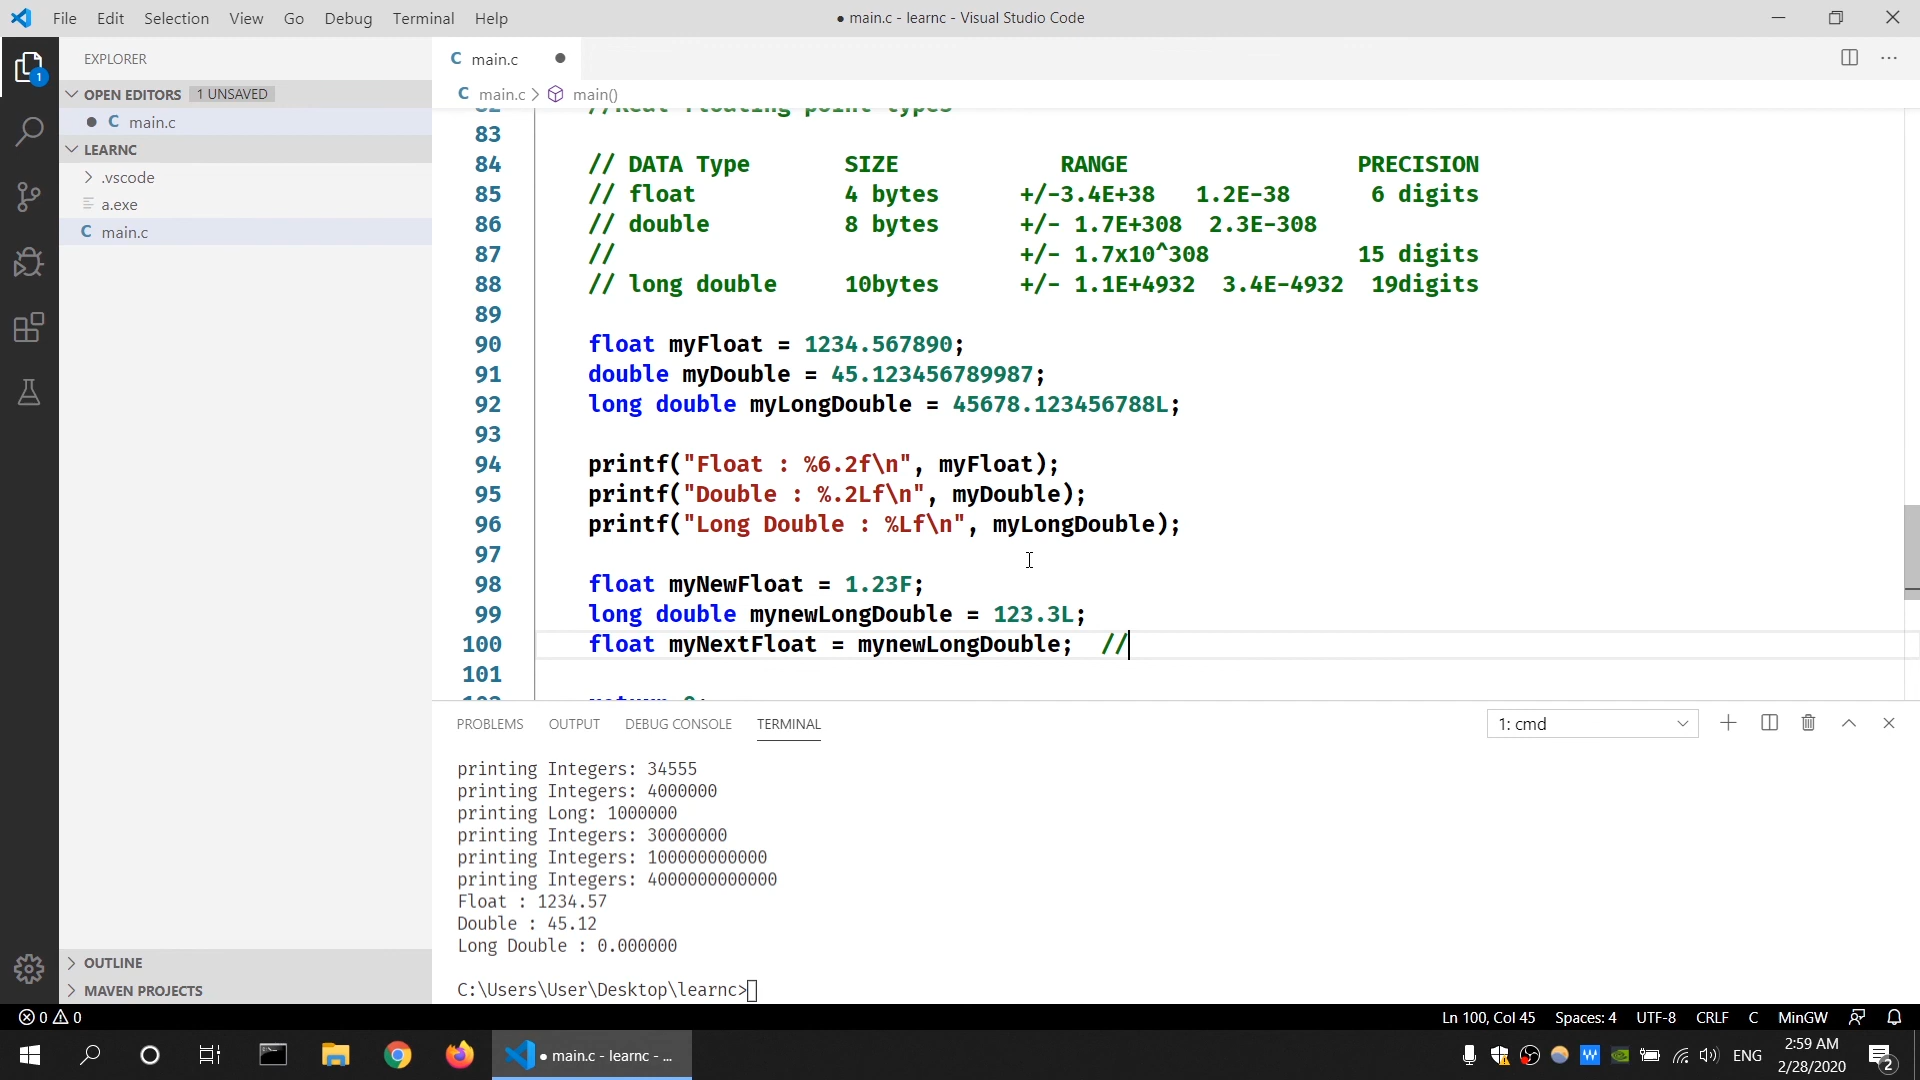 File Edit Selection View Go Debug Terminal Help
● main.c - learnc - Visual Studio Code
EXPLORER
OPEN EDITORS 1 UNSAVED
C main.c
LEARNC
.vscode
a.exe
C main.c
OUTLINE
MAVEN PROJECTS
1
C main.c
C main.c > main()
82 //Real floating point types
83
84 // DATA Type SIZE RANGE PRECISION
85 // float 4 bytes +/-3.4E+38 1.2E-38 6 digits
86 // double 8 bytes +/- 1.7E+308 2.3E-308
87 // +/- 1.7x10^308 15 digits
88 // long double 10bytes +/- 1.1E+4932 3.4E-4932 19digits
89
90 float myFloat = 1234.567890;
91 double myDouble = 45.123456789987;
92 long double myLongDouble = 45678.123456788L;
93
94 printf("Float : %6.2f\n", myFloat);
95 printf("Double : %.2Lf\n", myDouble);
96 printf("Long Double : %Lf\n", myLongDouble);
97
98 float myNewFloat = 1.23F;
99 long double mynewLongDouble = 123.3L;
100 float myNextFloat = mynewLongDouble; //
101
102 return 0;
PROBLEMS OUTPUT DEBUG CONSOLE TERMINAL 1: cmd
printing Integers: 34555
printing Integers: 4000000
printing Long: 1000000
printing Integers: 30000000
printing Integers: 100000000000
printing Integers: 4000000000000
Float : 1234.57
Double : 45.12
Long Double : 0.000000
C:\Users\User\Desktop\learnc>
0 0 Ln 100, Col 45 Spaces: 4 UTF-8 CRLF C MinGW
● main.c - learnc - ...
ENG
2:59 AM
2/28/2020
2